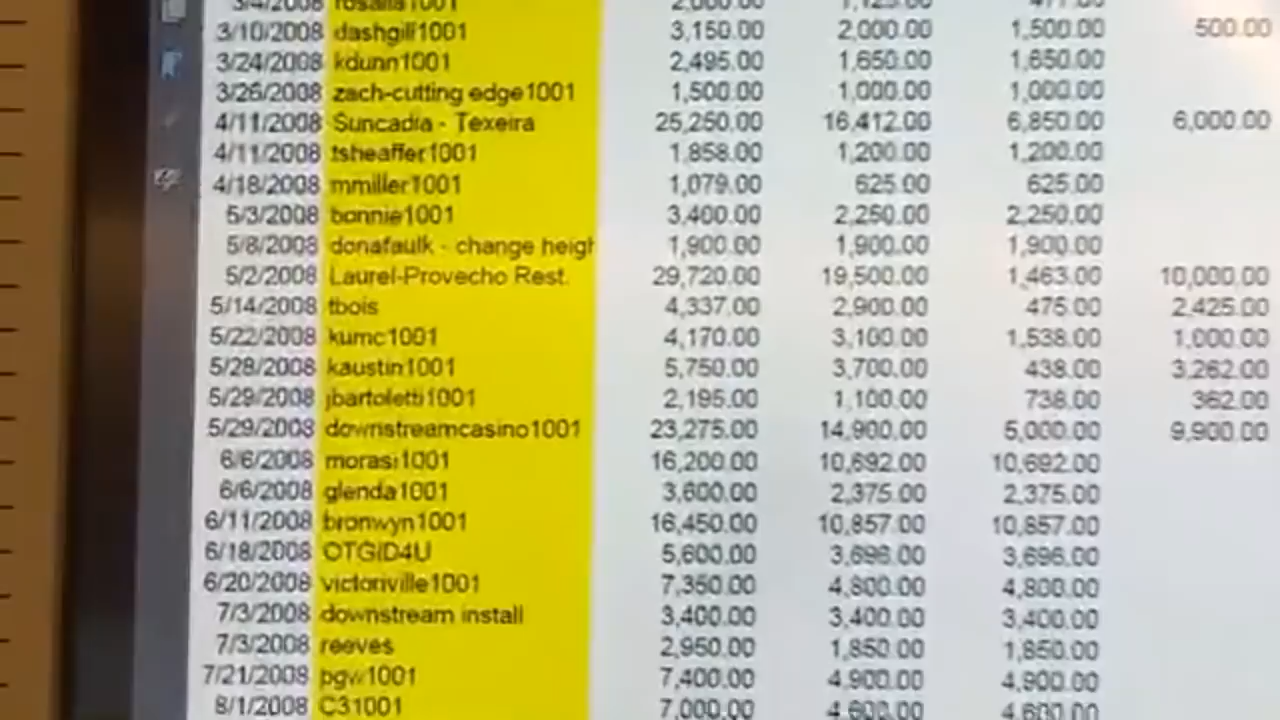 3/4/2008 rosalia1001 2,000.00 1,125.00 477.00
3/10/2008 dashgill1001 3,150.00 2,000.00 1,500.00 500.00
3/24/2008 kdunn1001 2,495.00 1,650.00 1,650.00
3/26/2008 zach-cutting edge1001 1,500.00 1,000.00 1,000.00
4/11/2008 Suncadia - Texeira 25,250.00 16,412.00 6,850.00 6,000.00
4/11/2008 tsheaffer1001 1,858.00 1,200.00 1,200.00
4/18/2008 mmiller1001 1,079.00 625.00 625.00
5/3/2008 bonnie1001 3,400.00 2,250.00 2,250.00
5/8/2008 donafaulk - change heigh 1,900.00 1,900.00 1,900.00
5/2/2008 Laurel-Provecho Rest. 29,720.00 19,500.00 1,463.00 10,000.00
5/14/2008 tbois 4,337.00 2,900.00 475.00 2,425.00
5/22/2008 kumc1001 4,170.00 3,100.00 1,538.00 1,000.00
5/28/2008 kaustin1001 5,750.00 3,700.00 438.00 3,262.00
5/29/2008 jbartoletti1001 2,195.00 1,100.00 738.00 362.00
5/29/2008 downstreamcasino1001 23,275.00 14,900.00 5,000.00 9,900.00
6/6/2008 morasi1001 16,200.00 10,692.00 10,692.00
6/6/2008 glenda1001 3,600.00 2,375.00 2,375.00
6/11/2008 bronwyn1001 16,450.00 10,857.00 10,857.00
6/18/2008 OTGID4U 5,600.00 3,696.00 3,696.00
6/20/2008 victorville1001 7,350.00 4,800.00 4,800.00
7/3/2008 downstream install 3,400.00 3,400.00 3,400.00
7/3/2008 reeves 2,950.00 1,850.00 1,850.00
7/21/2008 pgw1001 7,400.00 4,900.00 4,900.00
8/1/2008 C31001 7,000.00 4,600.00 4,600.00